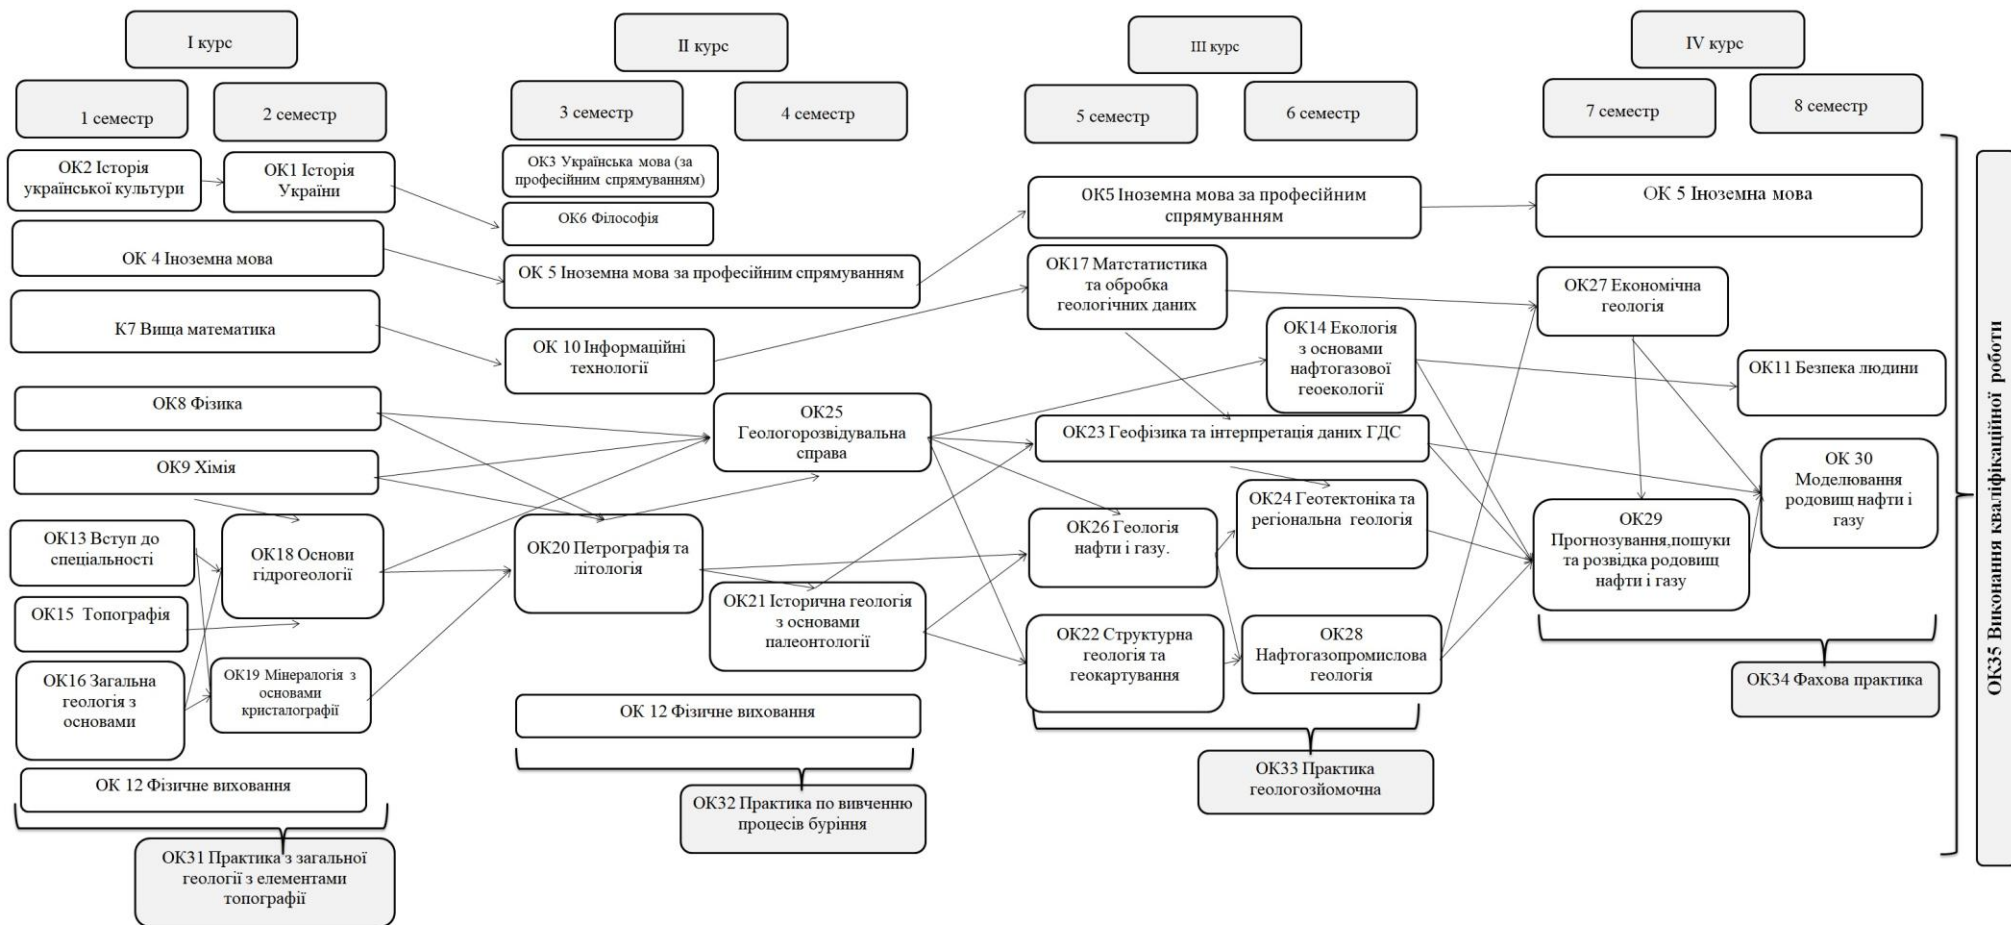 І курс
ІІ курс
ІІІ курс
IV курс
1 семестр
2 семестр
3 семестр
4 семестр
5 семестр
6 семестр
7 семестр
8 семестр
ОК2 Історія
української культури
ОК1 Історія
України
ОК 4 Іноземна мова
К7 Вища математика
ОК8 Фізика
ОК9 Хімія
ОК13 Вступ до
спеціальності
ОК15 Топографія
ОК16 Загальна
геологія з
основами
ОК18 Основи
гідрогеології
ОК19 Мінералогія з
основами
кристалографії
ОК 12 Фізичне виховання
ОК31 Практика з загальної
геології з елементами
топографії
ОК3 Українська мова (за
професійним спрямуванням)
ОК6 Філософія
ОК 5 Іноземна мова за професійним спрямуванням
ОК 10 Інформаційні
технології
ОК25
Геологорозвідувальна
справа
ОК20 Петрографія та
літологія
ОК21 Історична геологія
з основами
палеонтології
ОК 12 Фізичне виховання
ОК32 Практика по вивченню
процесів буріння
ОК5 Іноземна мова за професійним
спрямуванням
ОК17 Матстатистика
та обробка
геологічних даних
ОК14 Екологія
з основами
нафтогазової
геоекології
ОК23 Геофізика та інтерпретація даних ГДС
ОК26 Геологія
нафти і газу.
ОК24 Геотектоніка та
регіональна геологія
ОК22 Структурна
геологія та
геокартування
ОК28
Нафтогазопромислова
геологія
ОК33 Практика
геологозйомочна
ОК 5 Іноземна мова
ОК27 Економічна
геологія
ОК11 Безпека людини
ОК 30
Моделювання
родовищ нафти і
газу
ОК29
Прогнозування,пошуки
та розвідка родовищ
нафти і газу
ОК34 Фахова практика
ОК35 Виконання кваліфікаційної роботи